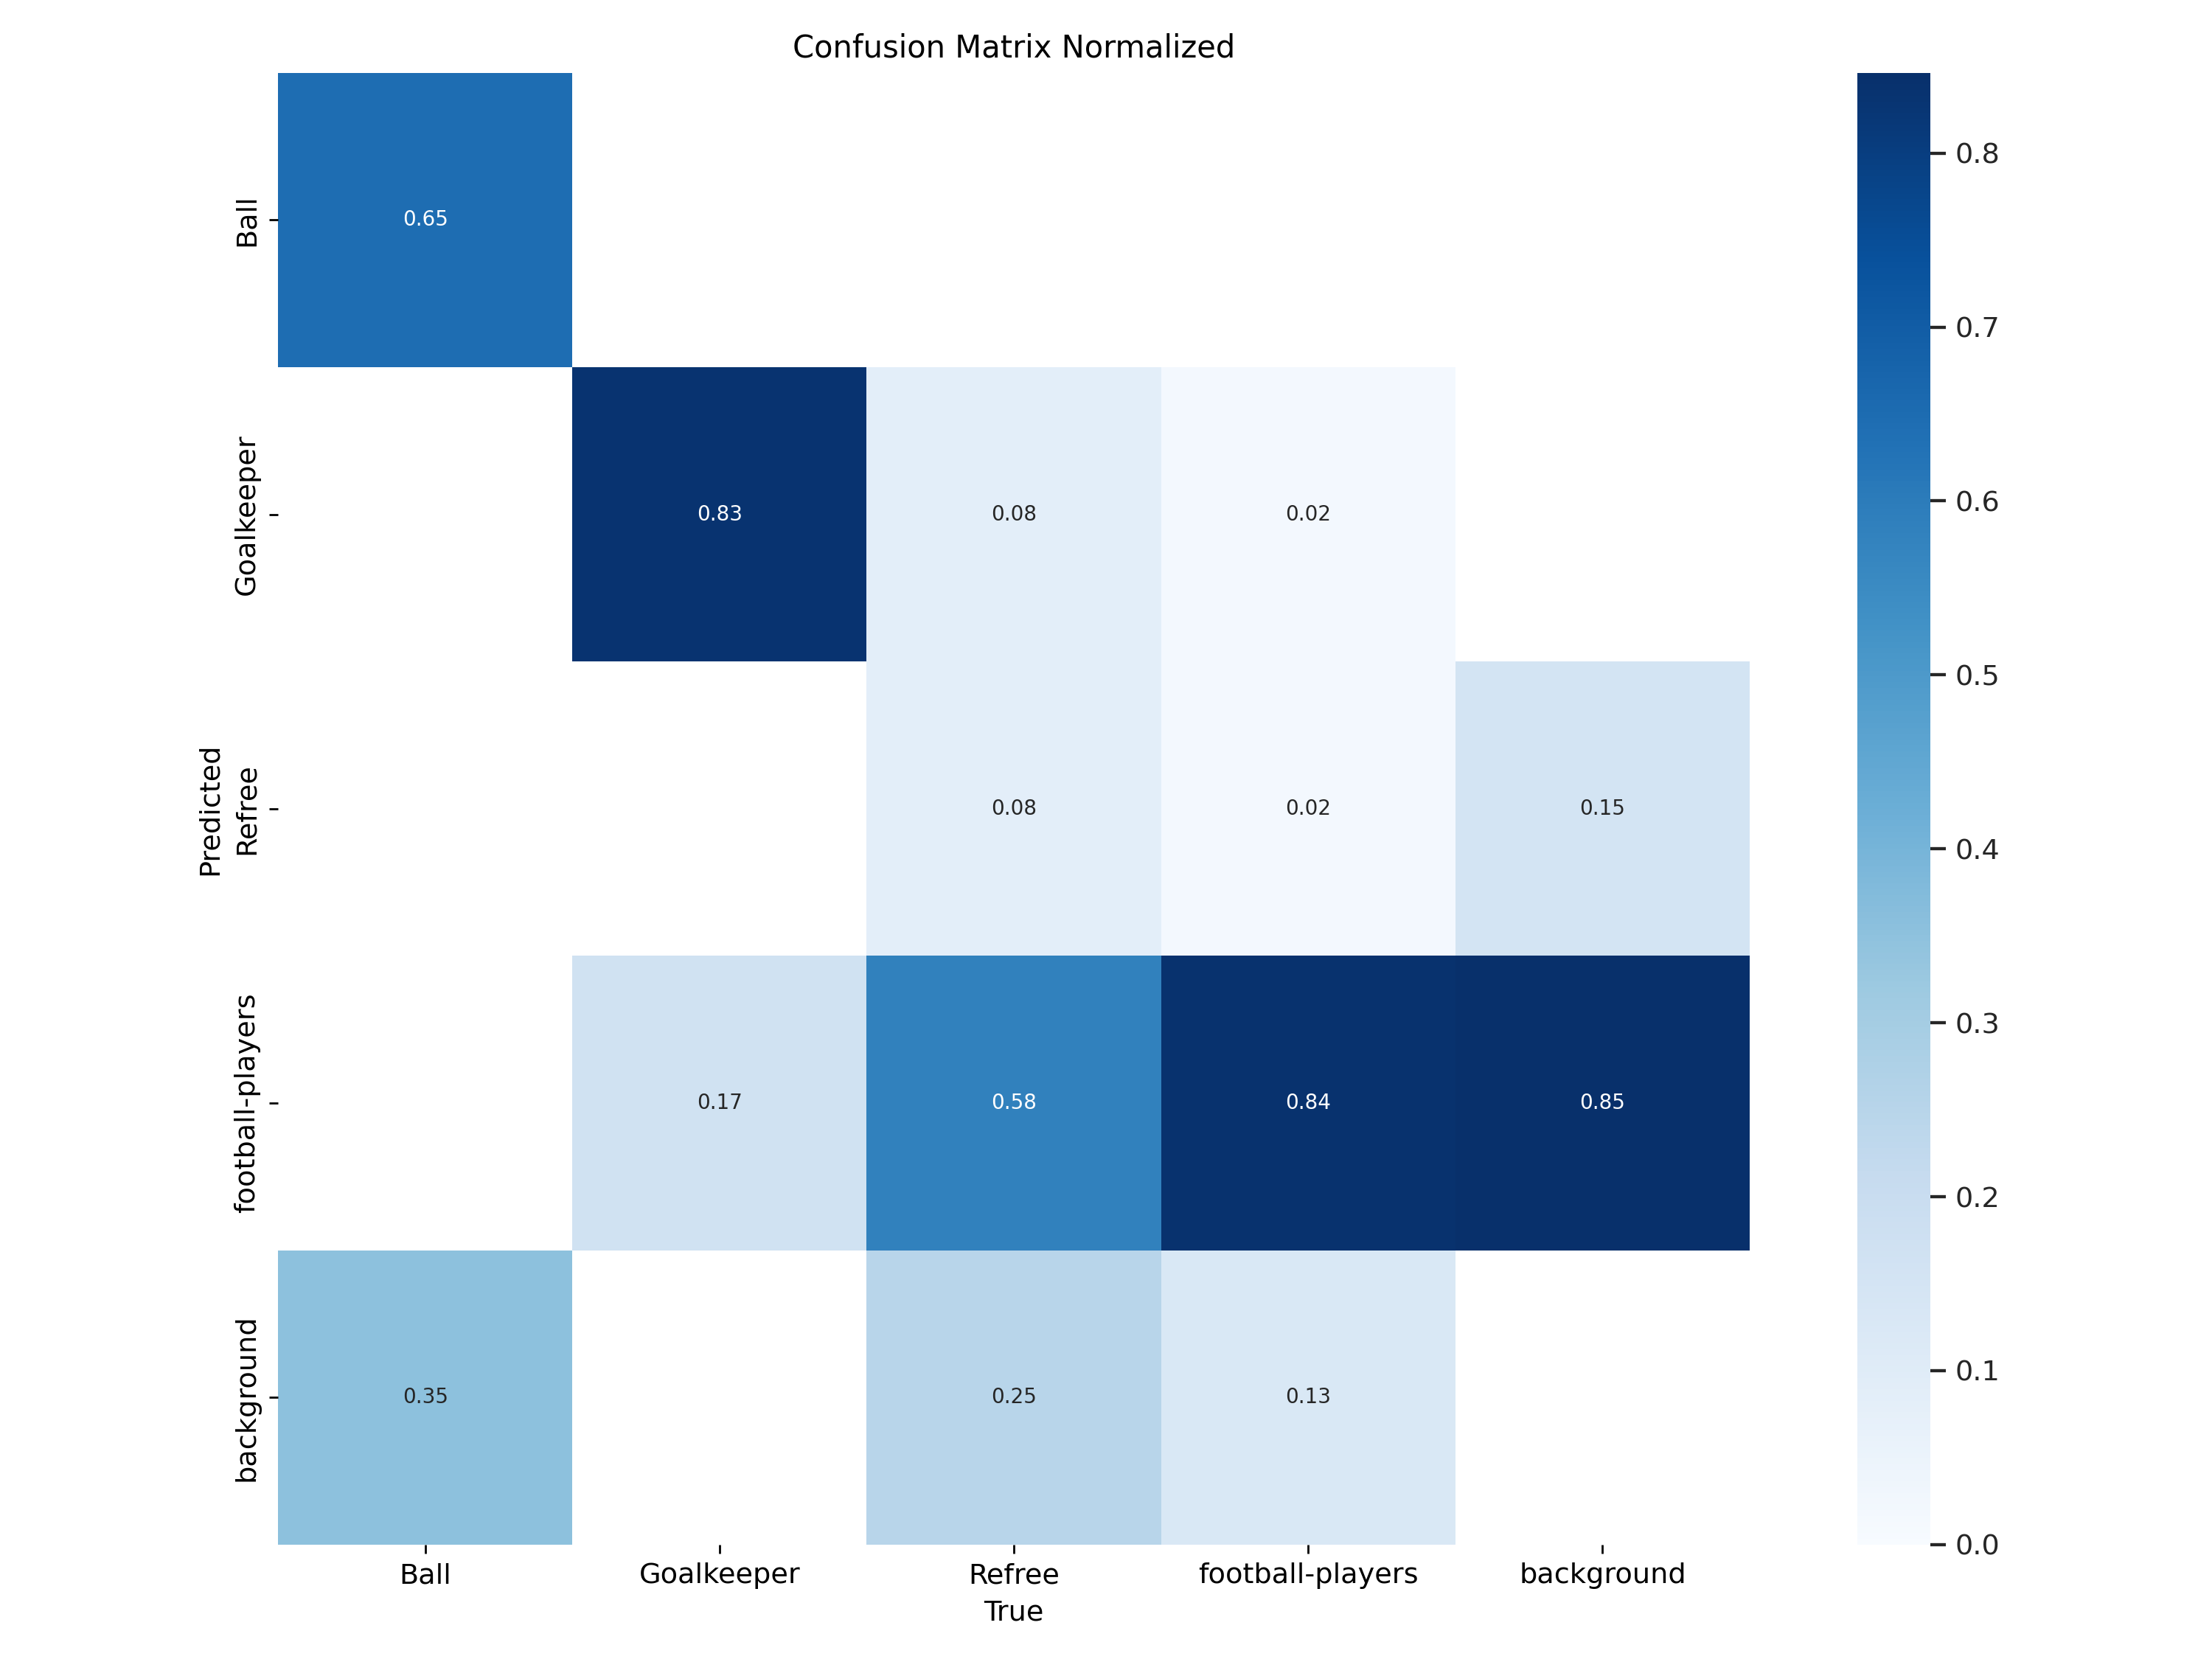 Confusion Matrix Normalized
Predicted
Ball
0.65
Goalkeeper
0.83 0.08 0.02
Refree
0.08 0.02 0.15
football-players
0.17 0.58 0.84 0.85
background
0.35 0.25 0.13
Ball Goalkeeper Refree football-players background
True
0.8
0.7
0.6
0.5
0.4
0.3
0.2
0.1
0.0